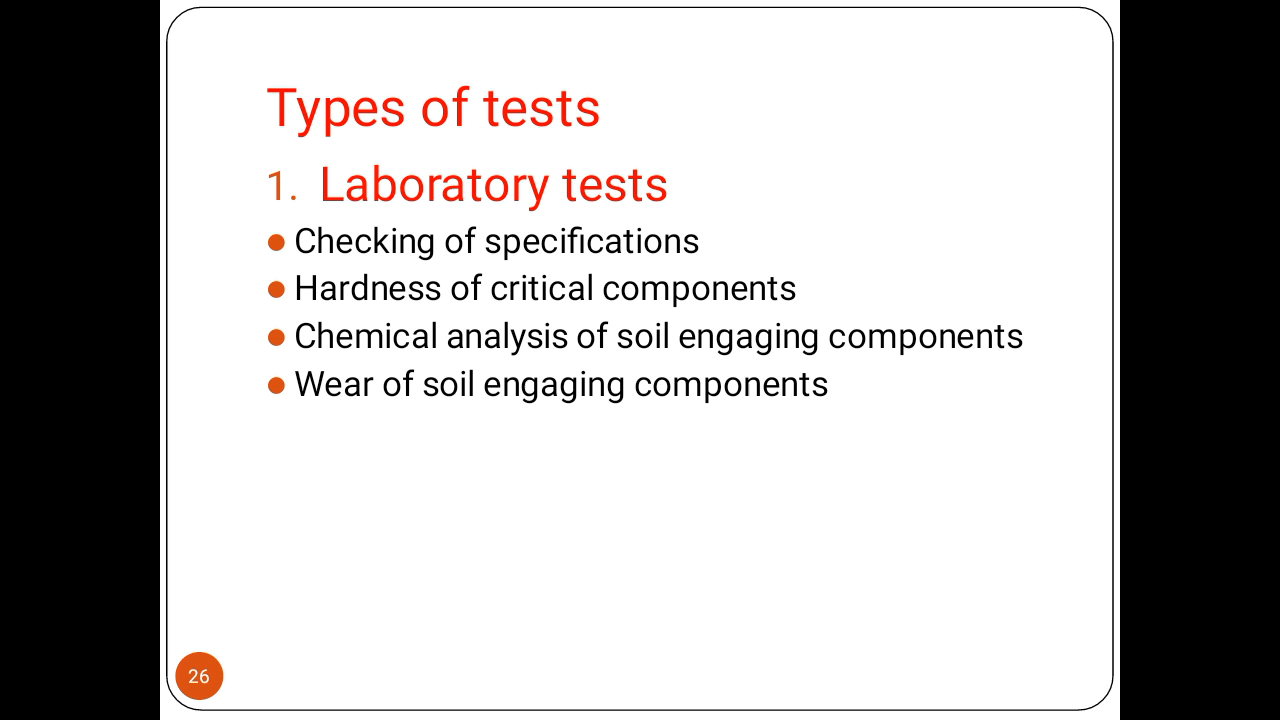 Types of tests
1. Laboratory tests
● Checking of specifications
● Hardness of critical components
● Chemical analysis of soil engaging components
● Wear of soil engaging components
26